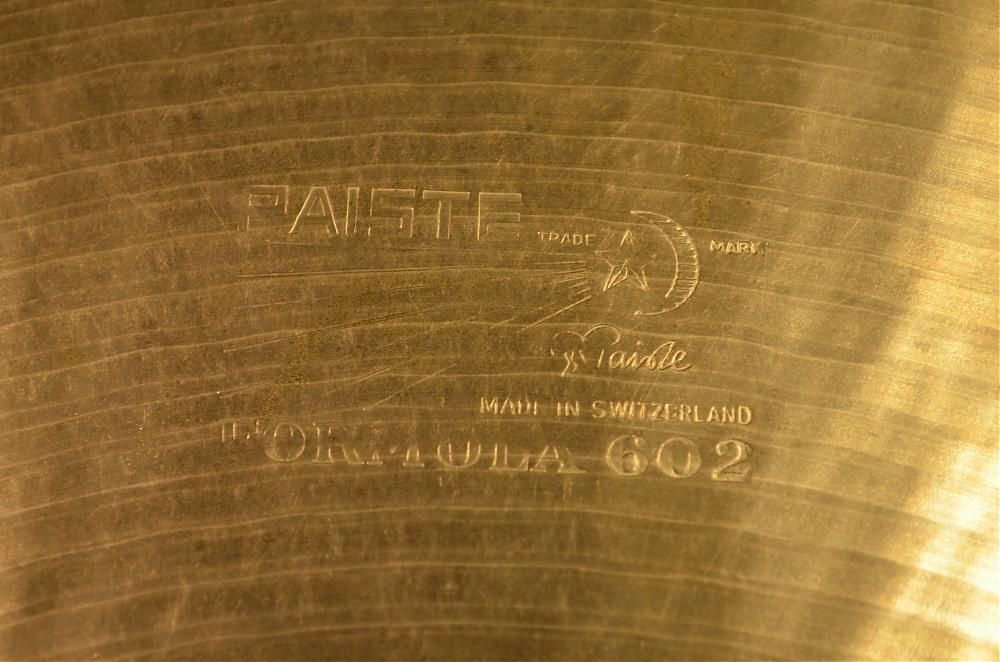 PAISTE
TRADE MARK
Paiste
MADE IN SWITZERLAND
FORMULA 602